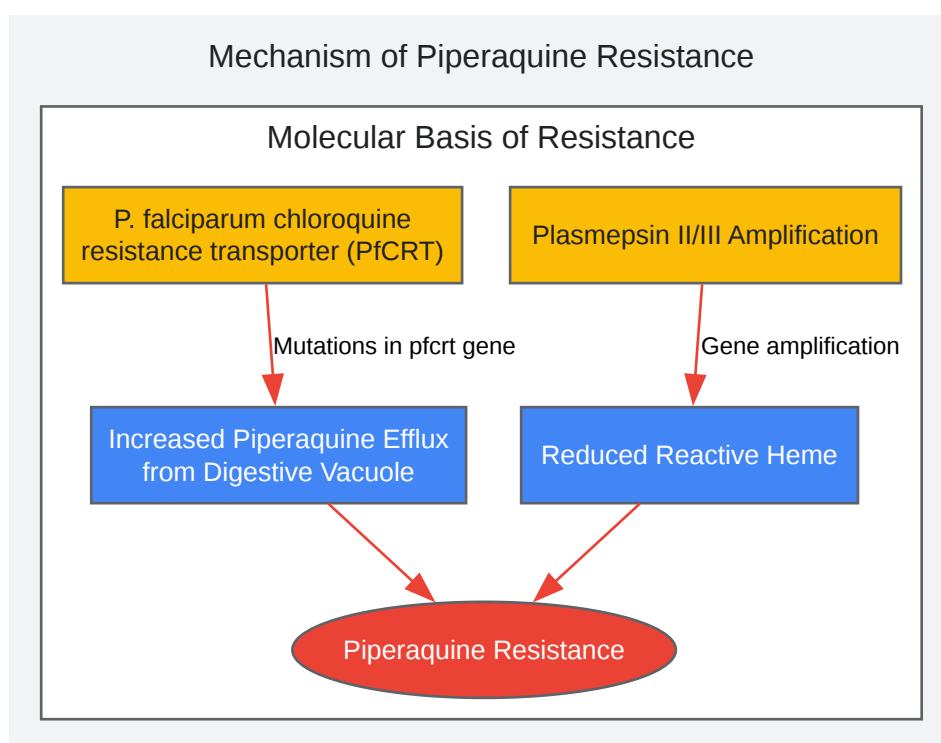 Mechanism of Piperaquine Resistance
Molecular Basis of Resistance
P. falciparum chloroquine
resistance transporter (PfCRT)
Plasmepsin II/III Amplification
Mutations in pfcrt gene
Gene amplification
Increased Piperaquine Efflux
from Digestive Vacuole
Reduced Reactive Heme
Piperaquine Resistance